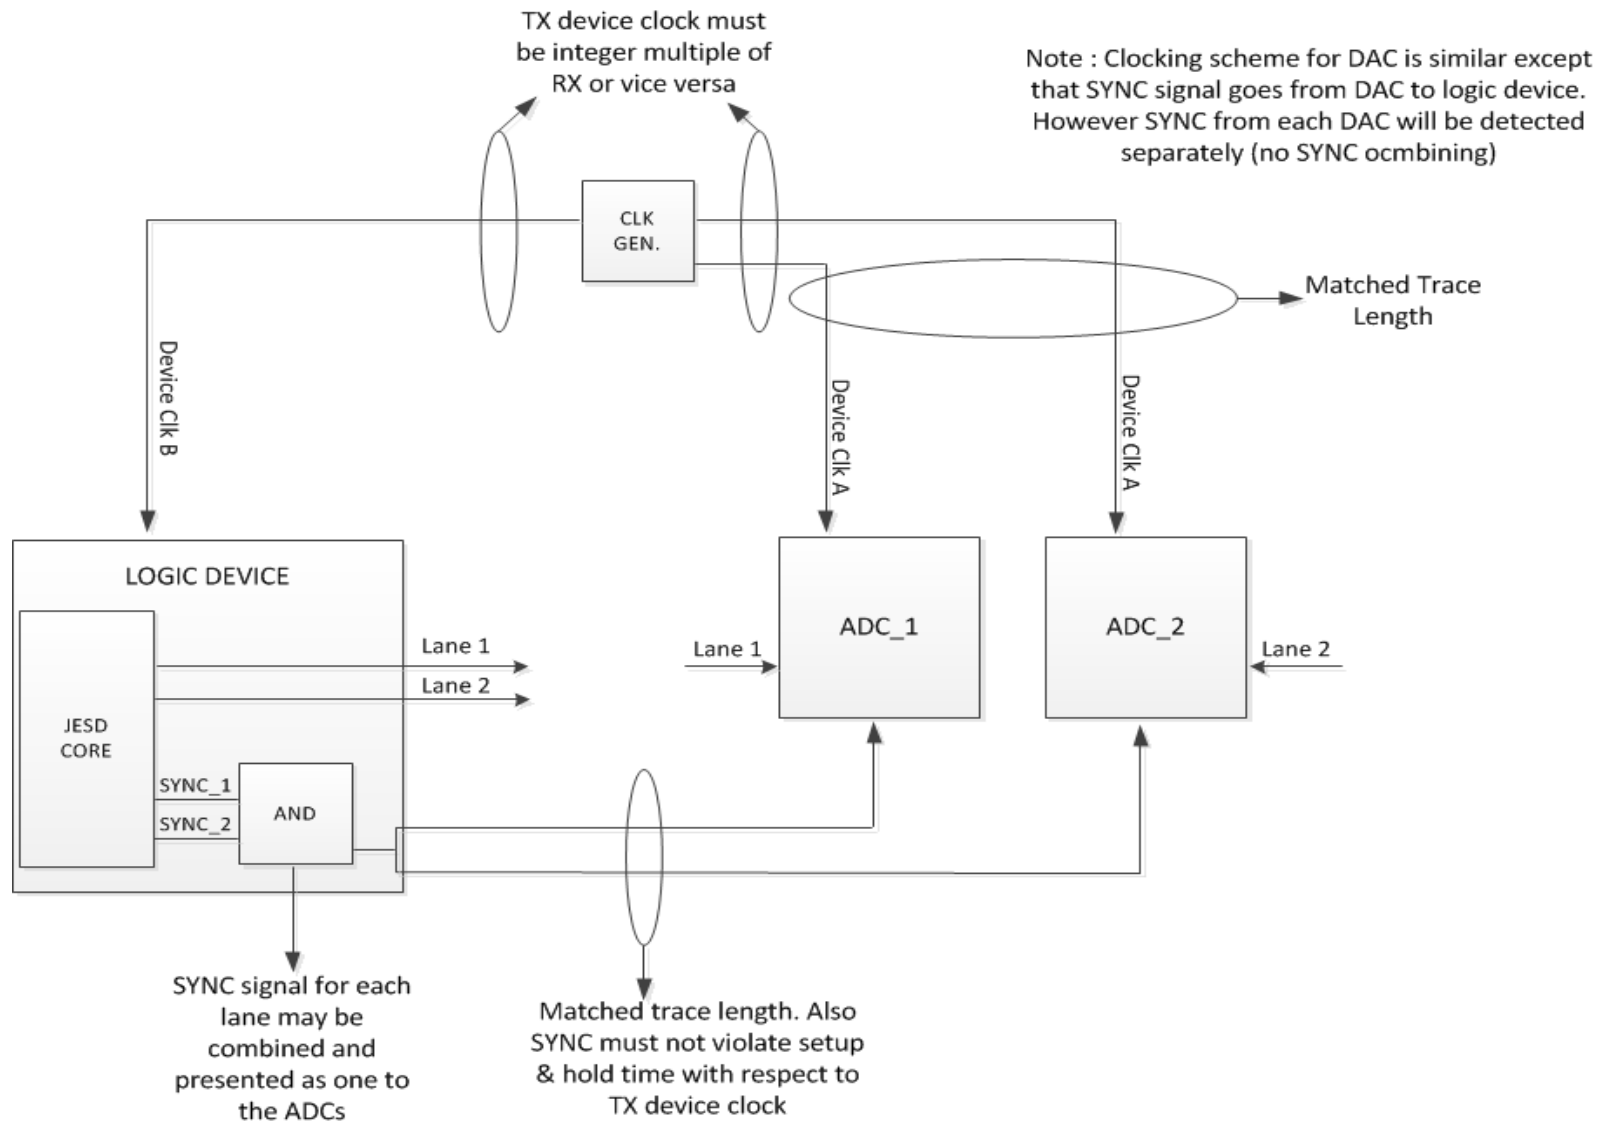 TX device clock must
be integer multiple of
RX or vice versa
Note : Clocking scheme for DAC is similar except
that SYNC signal goes from DAC to logic device.
However SYNC from each DAC will be detected
separately (no SYNC ocmbining)
CLK
GEN.
Matched Trace
Length
Device Clk B
Device Clk A
Device Clk A
LOGIC DEVICE
JESD
CORE
Lane 1
Lane 2
SYNC_1
SYNC_2
AND
Lane 1
ADC_1
ADC_2
Lane 2
SYNC signal for each
lane may be
combined and
presented as one to
the ADCs
Matched trace length. Also
SYNC must not violate setup
& hold time with respect to
TX device clock